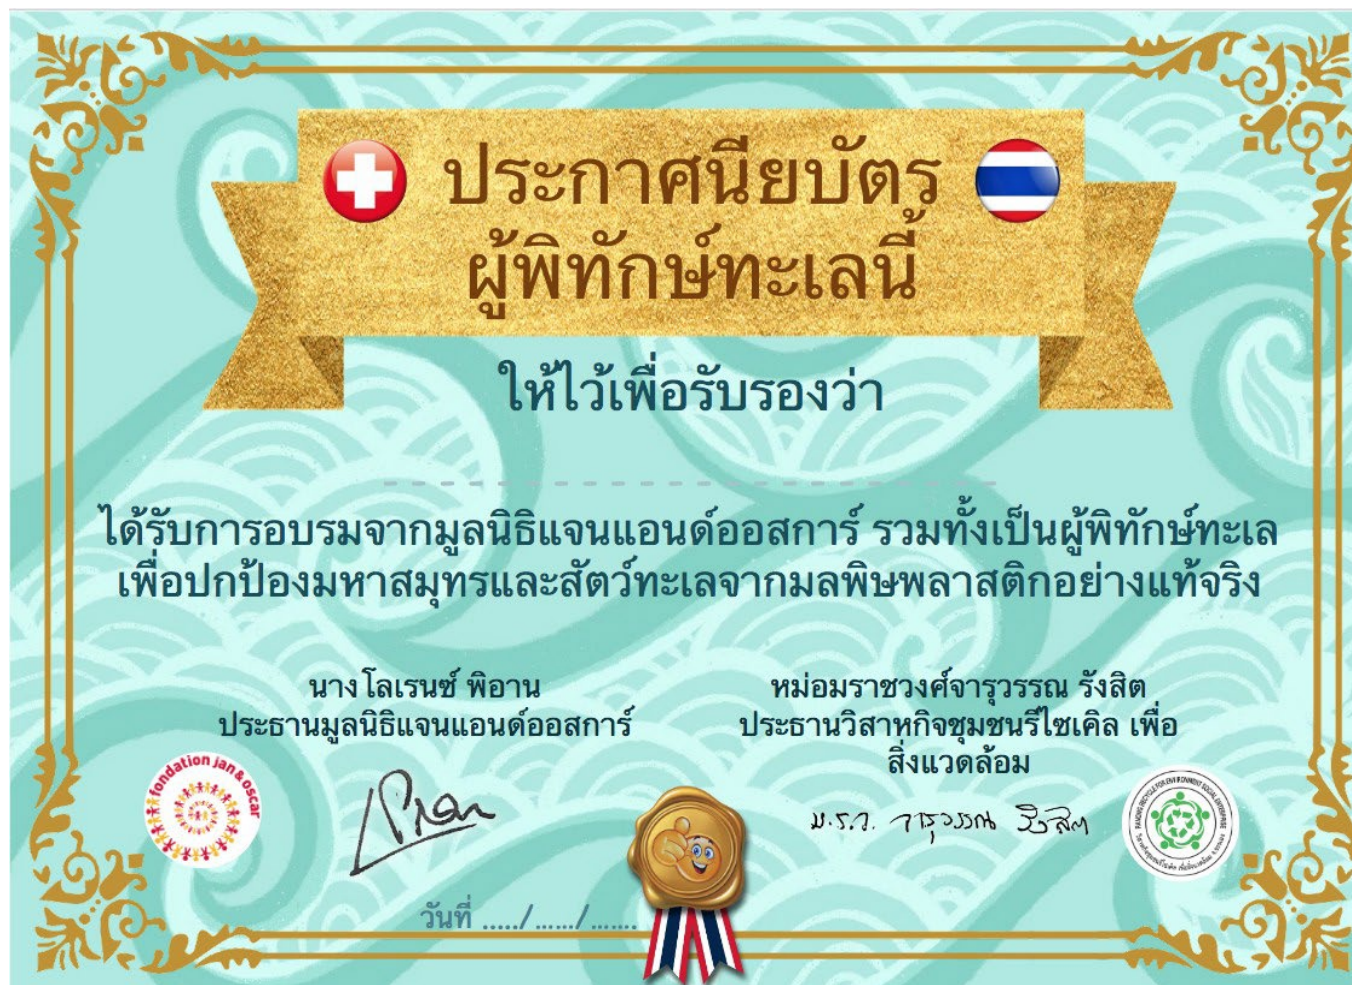 ประกาศนียบัตร
ผู้พิทักษ์ทะเลนี้
ให้ไว้เพื่อรับรองว่า
ได้รับการอบรมจากมูลนิธิแจนแอนด์ออสการ์ รวมทั้งเป็นผู้พิทักษ์ทะเล
เพื่อปกป้องมหาสมุทรและสัตว์ทะเลจากมลพิษพลาสติกอย่างแท้จริง
นางโลเรนซ์ พิอาน
ประธานมูลนิธิแจนแอนด์ออสการ์
หม่อมราชวงศ์จารุวรรณ รังสิต
ประธานวิสาหกิจชุมชนรีไซเคิล เพื่อ
สิ่งแวดล้อม
fondation jan & oscar
Pian
ม.ร.ว. จารุวรรณ รังสิต
RECYCLE FOR ENVIRONMENT SOCIAL ENTERPRISE
วันที่ ...../ ....../ .......